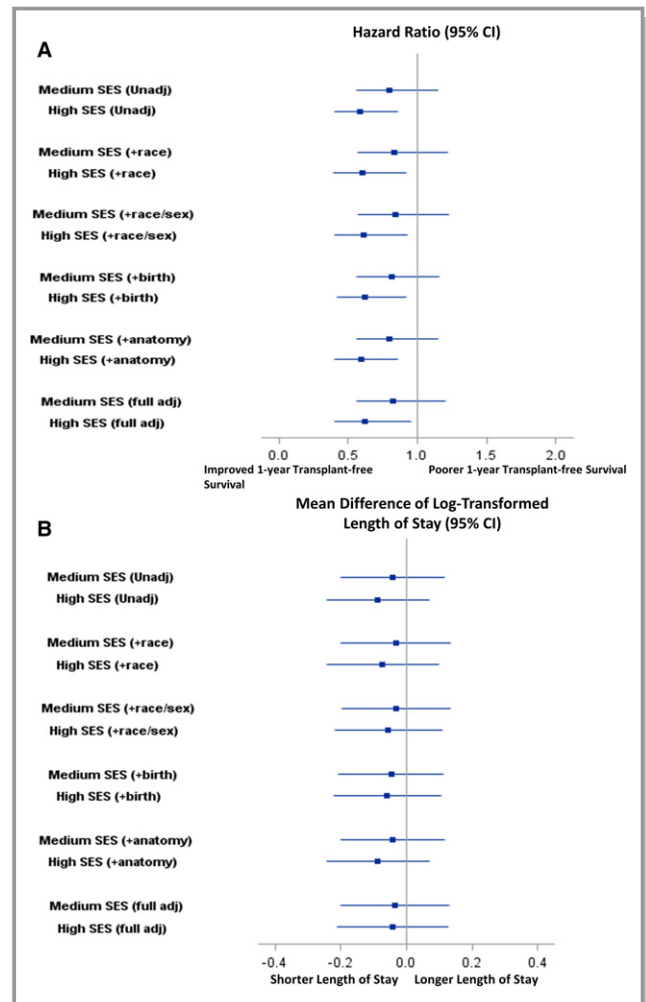 A
Hazard Ratio (95% CI)
Medium SES (Unadj)
High SES (Unadj)
Medium SES (+race)
High SES (+race)
Medium SES (+race/sex)
High SES (+race/sex)
Medium SES (+birth)
High SES (+birth)
Medium SES (+anatomy)
High SES (+anatomy)
Medium SES (full adj)
High SES (full adj)
0.0 0.5 1.0 1.5 2.0
Improved 1-year Transplant-free
Survival
Poorer 1-year Transplant-free Survival
B
Mean Difference of Log-Transformed
Length of Stay (95% CI)
Medium SES (Unadj)
High SES (Unadj)
Medium SES (+race)
High SES (+race)
Medium SES (+race/sex)
High SES (+race/sex)
Medium SES (+birth)
High SES (+birth)
Medium SES (+anatomy)
High SES (+anatomy)
Medium SES (full adj)
High SES (full adj)
-0.4 -0.2 0.0 0.2 0.4
Shorter Length of Stay Longer Length of Stay